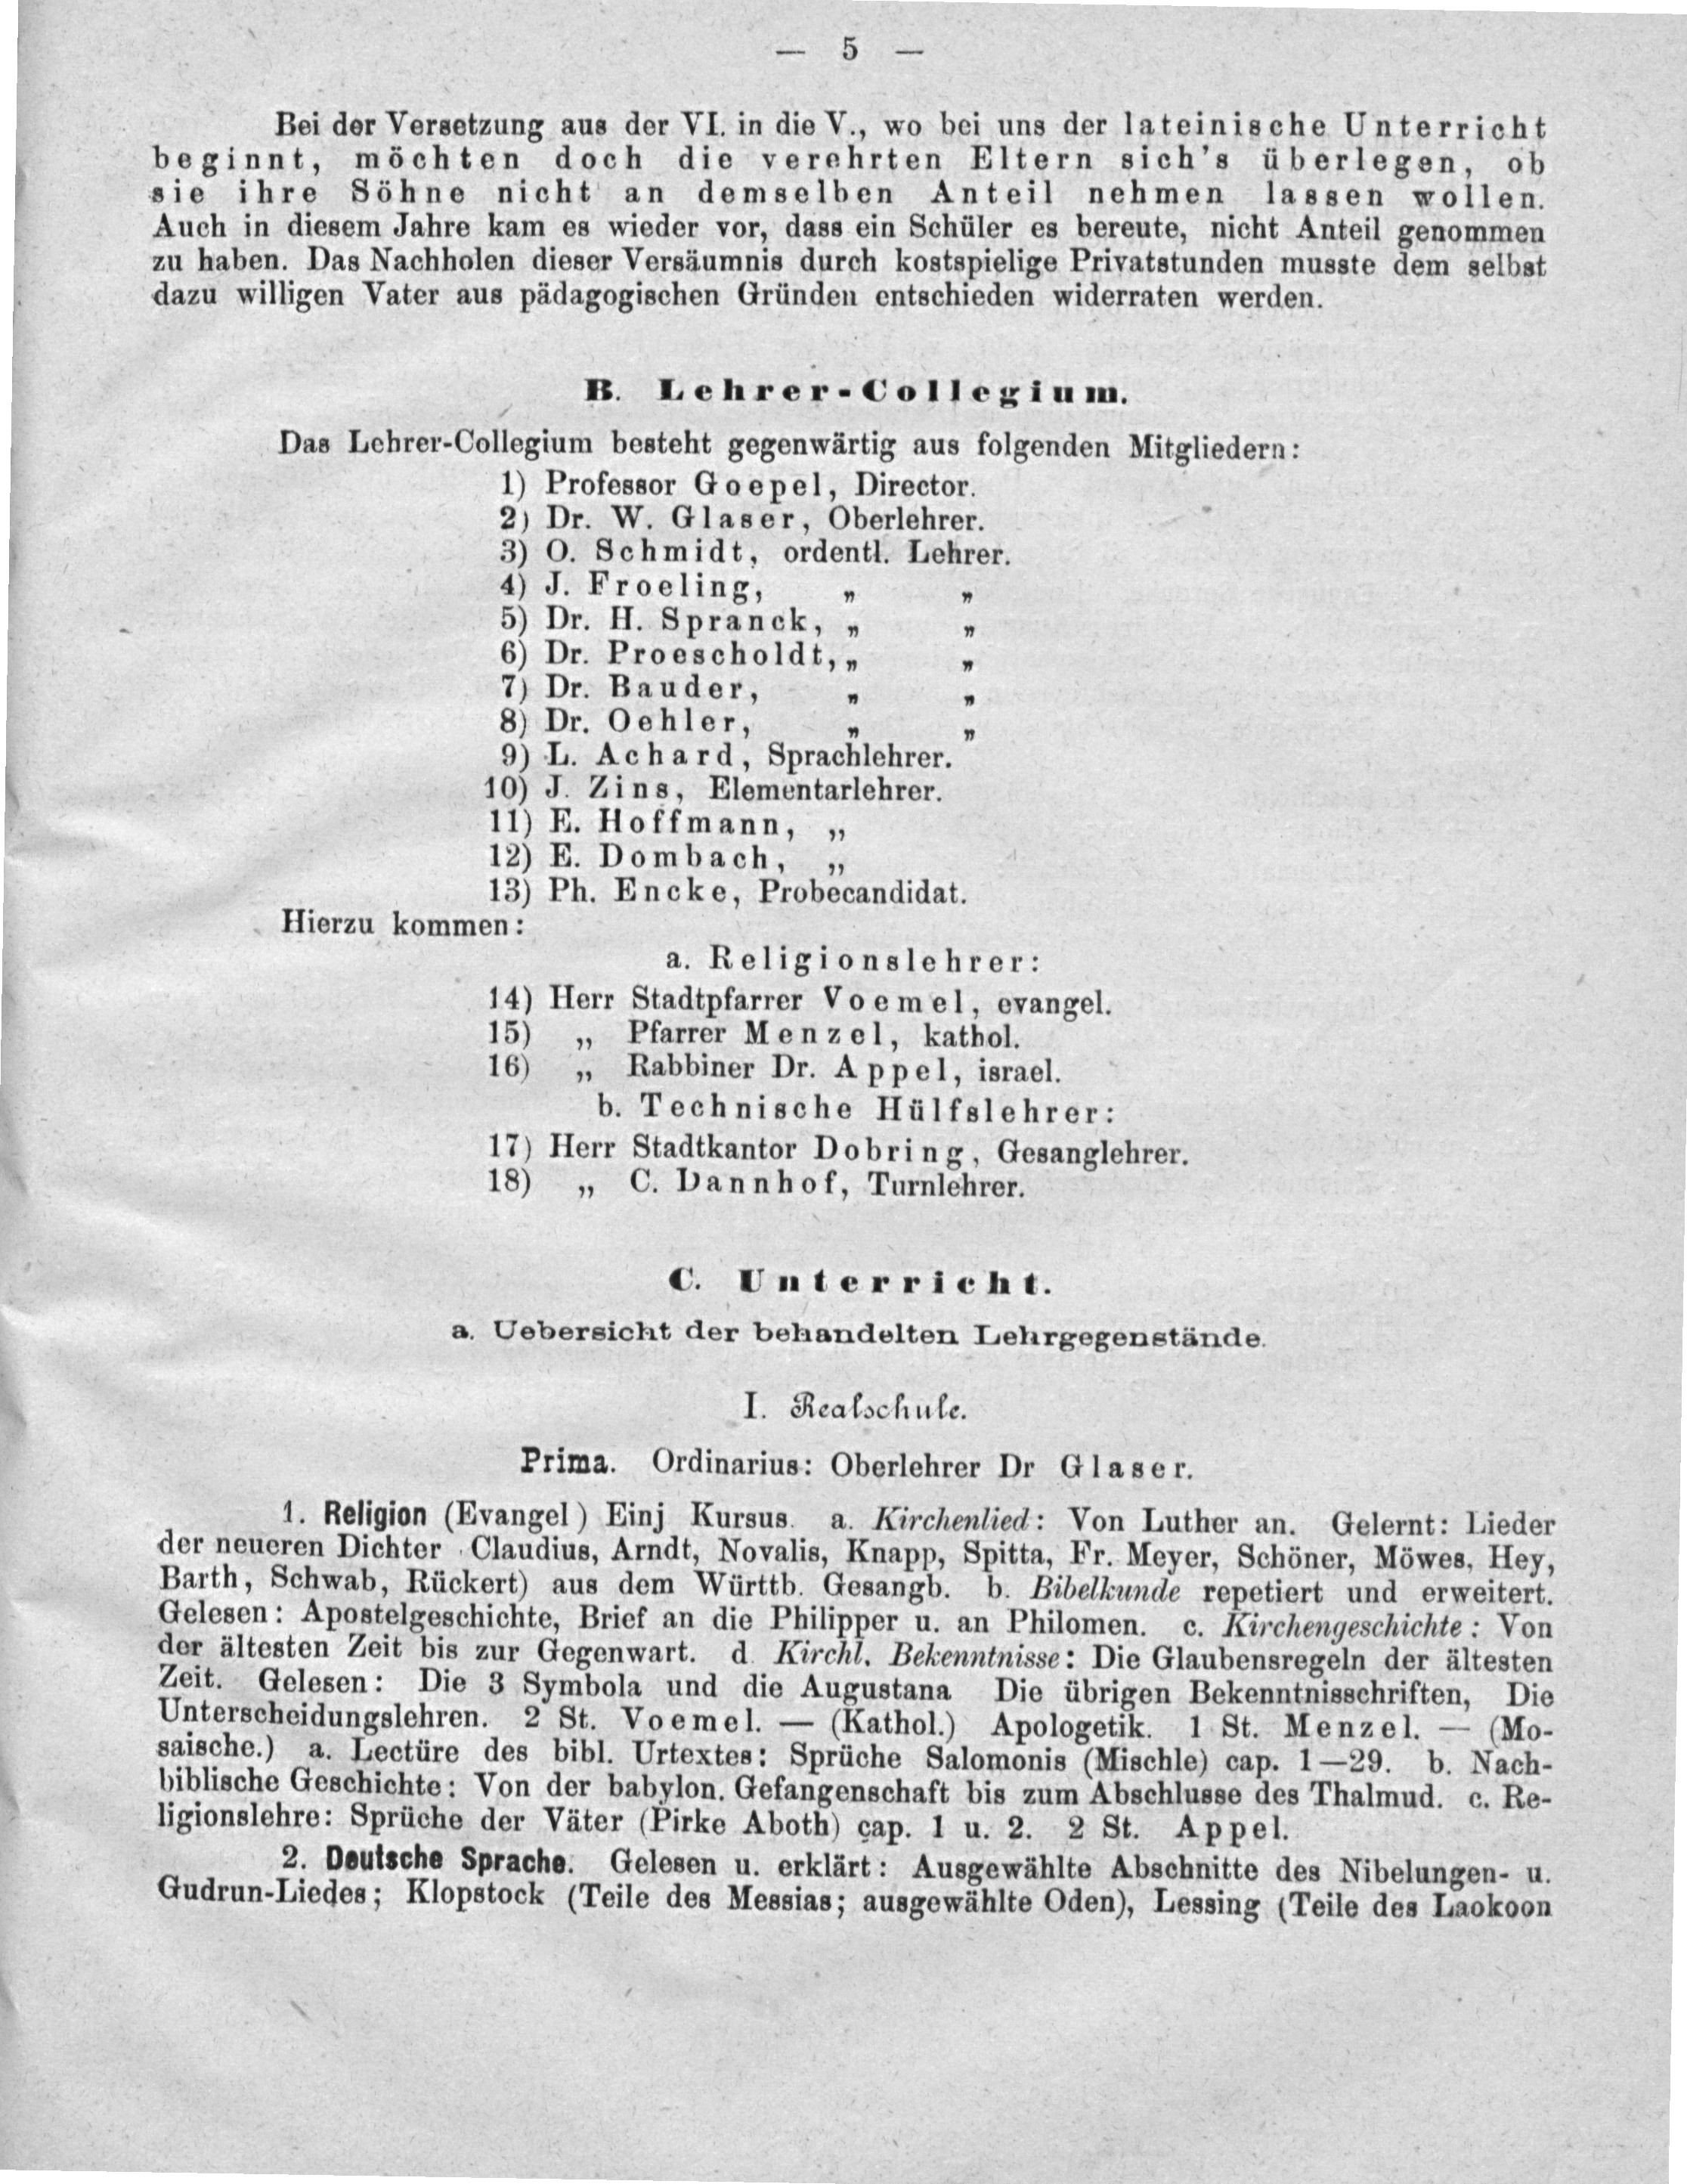 — 5 —
Bei der Versetzung aus der VI. in die V., wo bei uns der lateinische Unterricht
beginnt, möchten doch die verehrten Eltern sich's überlegen, ob
sie ihre Söhne nicht an demselben Anteil nehmen lassen wollen.
Auch in diesem Jahre kam es wieder vor, dass ein Schüler es bereute, nicht Anteil genommen
zu haben. Das Nachholen dieser Versäumnis durch kostspielige Privatstunden musste dem selbst
dazu willigen Vater aus pädagogischen Gründen entschieden widerraten werden.
B. Lehrer-Collegium.
Das Lehrer-Collegium besteht gegenwärtig aus folgenden Mitgliedern:
1) Professor Goepel, Director.
2) Dr. W. Glaser, Oberlehrer.
3) O. Schmidt, ordentl. Lehrer.
4) J. Froeling, „ „
5) Dr. H. Spranck, „ „
6) Dr. Proescholdt, „ „
7) Dr. Bauder, „ „
8) Dr. Oehler, „ „
9) L. Achard, Sprachlehrer.
10) J. Zins, Elementarlehrer.
11) E. Hoffmann, „
12) E. Dombach, „
13) Ph. Encke, Probecandidat.
Hierzu kommen:
a. Religionslehrer:
14) Herr Stadtpfarrer Voemel, evangel.
15) „ Pfarrer Menzel, kathol.
16) „ Rabbiner Dr. Appel, israel.
b. Technische Hülfslehrer:
17) Herr Stadtkantor Dobring, Gesanglehrer.
18) „ C. Dannhof, Turnlehrer.
C. Unterricht.
a. Uebersicht der behandelten Lehrgegenstände.
I. Realschule.
Prima. Ordinarius: Oberlehrer Dr Glaser.
1. Religion (Evangel) Einj Kursus. a. Kirchenlied: Von Luther an. Gelernt: Lieder
der neueren Dichter Claudius, Arndt, Novalis, Knapp, Spitta, Fr. Meyer, Schöner, Möwes, Hey,
Barth, Schwab, Rückert) aus dem Württb. Gesangb. b. Bibelkunde repetiert und erweitert.
Gelesen: Apostelgeschichte, Brief an die Philipper u. an Philomen. c. Kirchengeschichte: Von
der ältesten Zeit bis zur Gegenwart. d. Kirchl. Bekenntnisse: Die Glaubensregeln der ältesten
Zeit. Gelesen: Die 3 Symbola und die Augustana Die übrigen Bekenntnisschriften, Die
Unterscheidungslehren. 2 St. Voemel. — (Kathol.) Apologetik. 1 St. Menzel. — (Mo-
saische.) a. Lectüre des bibl. Urtextes: Sprüche Salomonis (Mischle) cap. 1—29. b. Nach-
biblische Geschichte: Von der babylon. Gefangenschaft bis zum Abschlusse des Thalmud. c. Re-
ligionslehre: Sprüche der Väter (Pirke Aboth) cap. 1 u. 2. 2 St. Appel.
2. Deutsche Sprache. Gelesen u. erklärt: Ausgewählte Abschnitte des Nibelungen- u.
Gudrun-Liedes; Klopstock (Teile des Messias; ausgewählte Oden), Lessing (Teile des Laokoon